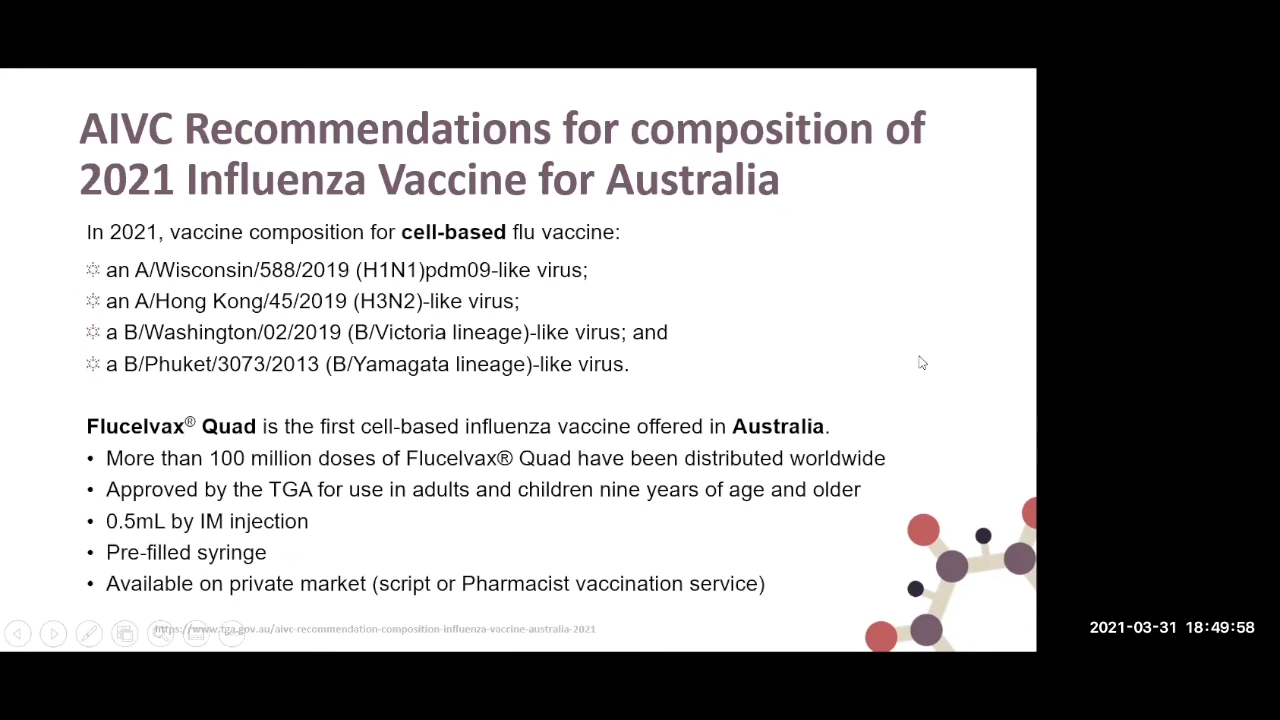 AIVC Recommendations for composition of
2021 Influenza Vaccine for Australia
In 2021, vaccine composition for cell-based flu vaccine:
an A/Wisconsin/588/2019 (H1N1)pdm09-like virus;
an A/Hong Kong/45/2019 (H3N2)-like virus;
a B/Washington/02/2019 (B/Victoria lineage)-like virus; and
a B/Phuket/3073/2013 (B/Yamagata lineage)-like virus.
Flucelvax® Quad is the first cell-based influenza vaccine offered in Australia.
• More than 100 million doses of Flucelvax® Quad have been distributed worldwide
• Approved by the TGA for use in adults and children nine years of age and older
• 0.5mL by IM injection
• Pre-filled syringe
• Available on private market (script or Pharmacist vaccination service)
https://www.tga.gov.au/aivc-recommendation-composition-influenza-vaccine-australia-2021
2021-03-31 18:49:58